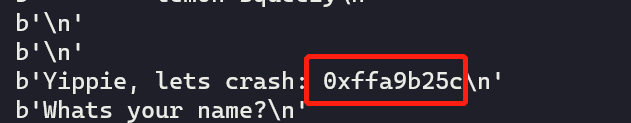 b'\n'
b'\n'
b'Yippie, lets crash: 0xffa9b25c\n'
b'Whats your name?\n'